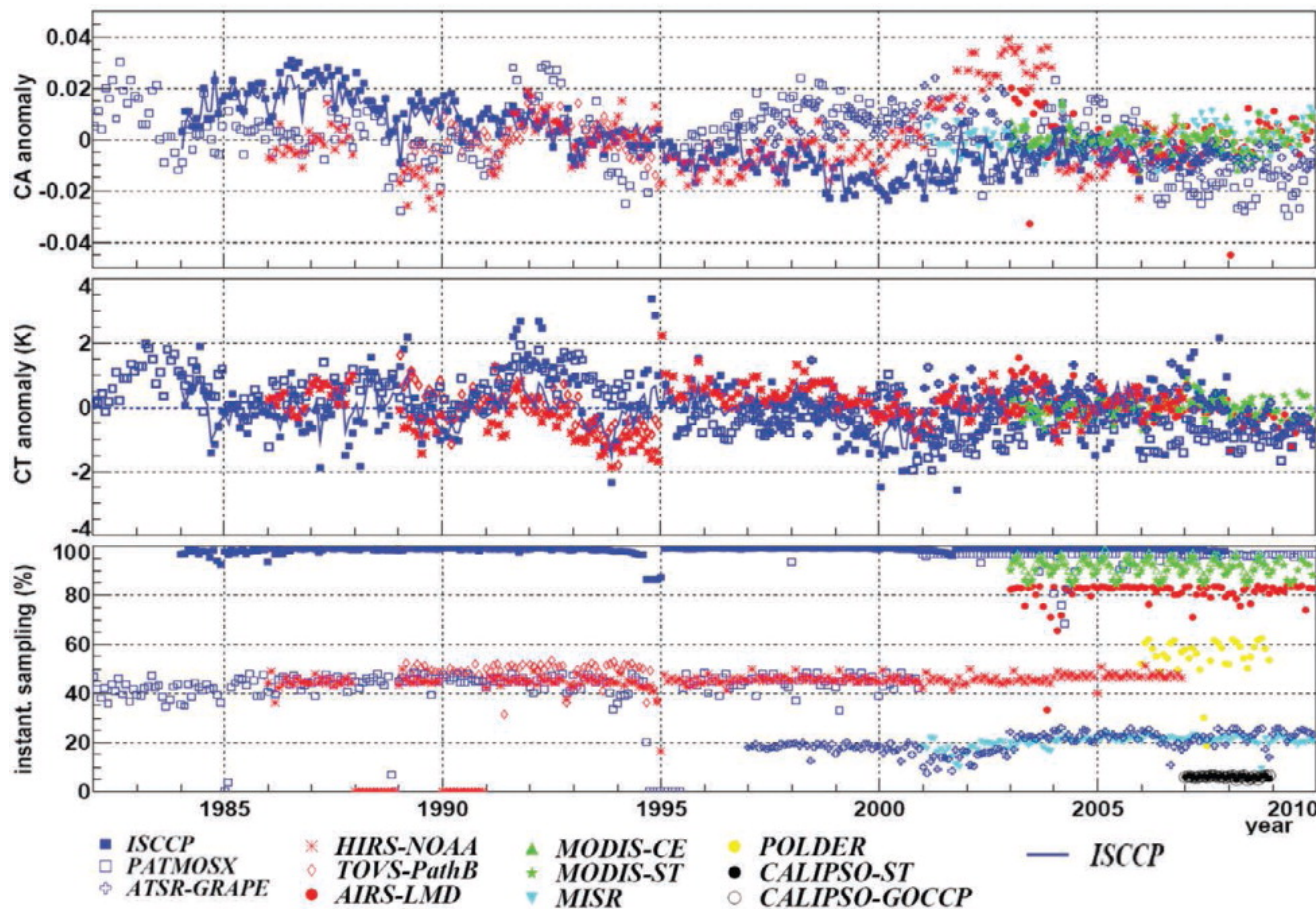 CA anomaly
0.04
0.02
0
-0.02
-0.04
CT anomaly (K)
4
2
0
-2
-4
instant. sampling (%)
100
80
60
40
20
0
1985 1990 1995 2000 2005 2010
year
ISCCP HIRS-NOAA MODIS-CE POLDER ISCCP
PATMOSX TOVS-PathB MODIS-ST CALIPSO-ST
ATSR-GRAPE AIRS-LMD MISR CALIPSO-GOCCP